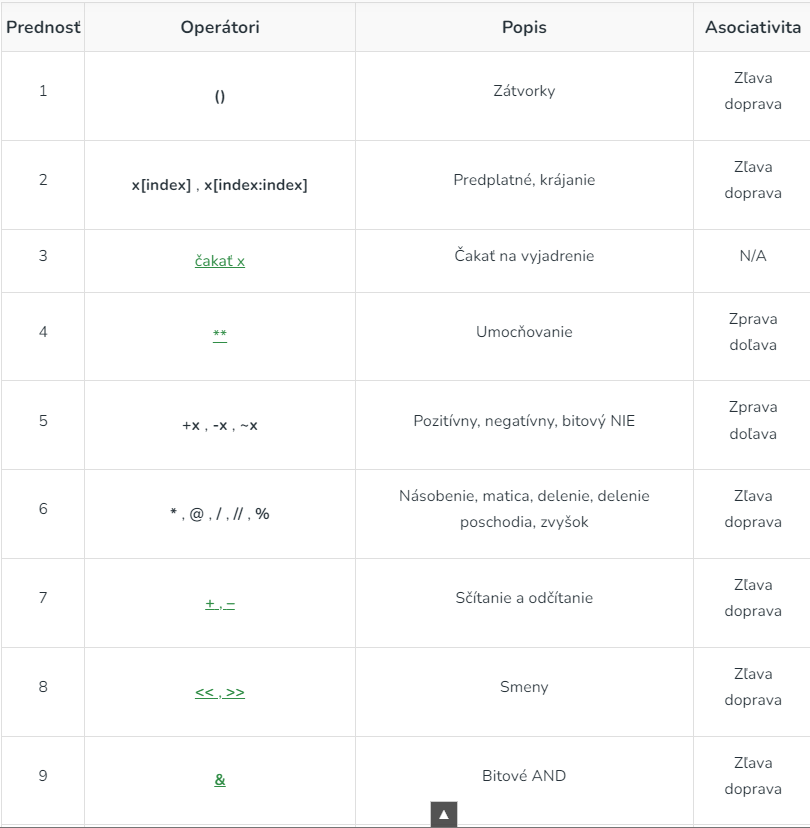 Prednosť Operátori Popis Asociativita
1 () Zátvorky Zľava doprava
2 x[index] , x[index:index] Predplatné, krájanie Zľava doprava
3 čakať x Čakať na vyjadrenie N/A
4 ** Umocňovanie Zprava doľava
5 +x , -x , ~x Pozitívny, negatívny, bitový NIE Zprava doľava
6 * , @ , / , // , % Násobenie, matica, delenie, delenie poschodia, zvyšok Zľava doprava
7 + , – Sčítanie a odčítanie Zľava doprava
8 << , >> Smeny Zľava doprava
9 & Bitové AND Zľava doprava